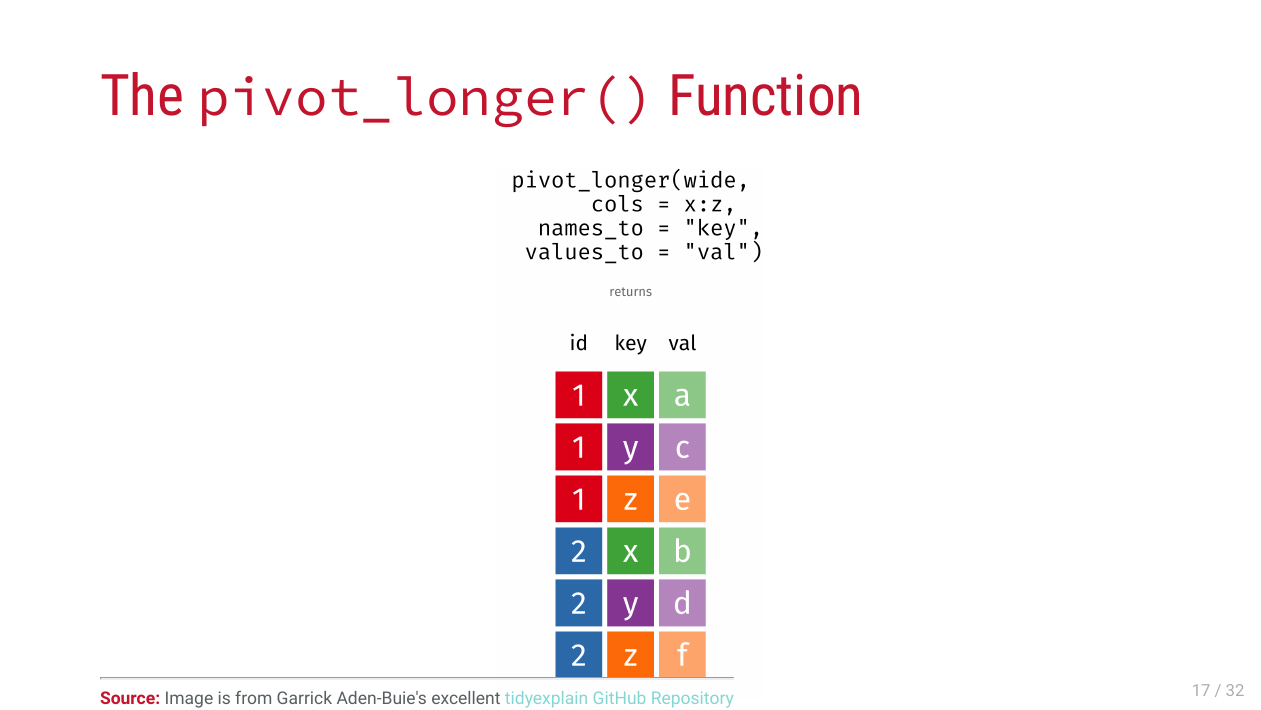 The pivot_longer() Function
pivot_longer(wide,
cols = x:z,
names_to = "key",
values_to = "val")
returns
id key val
1 x a
1 y c
1 z e
2 x b
2 y d
2 z f
Source: Image is from Garrick Aden-Buie's excellent tidyexplain GitHub Repository
17 / 32